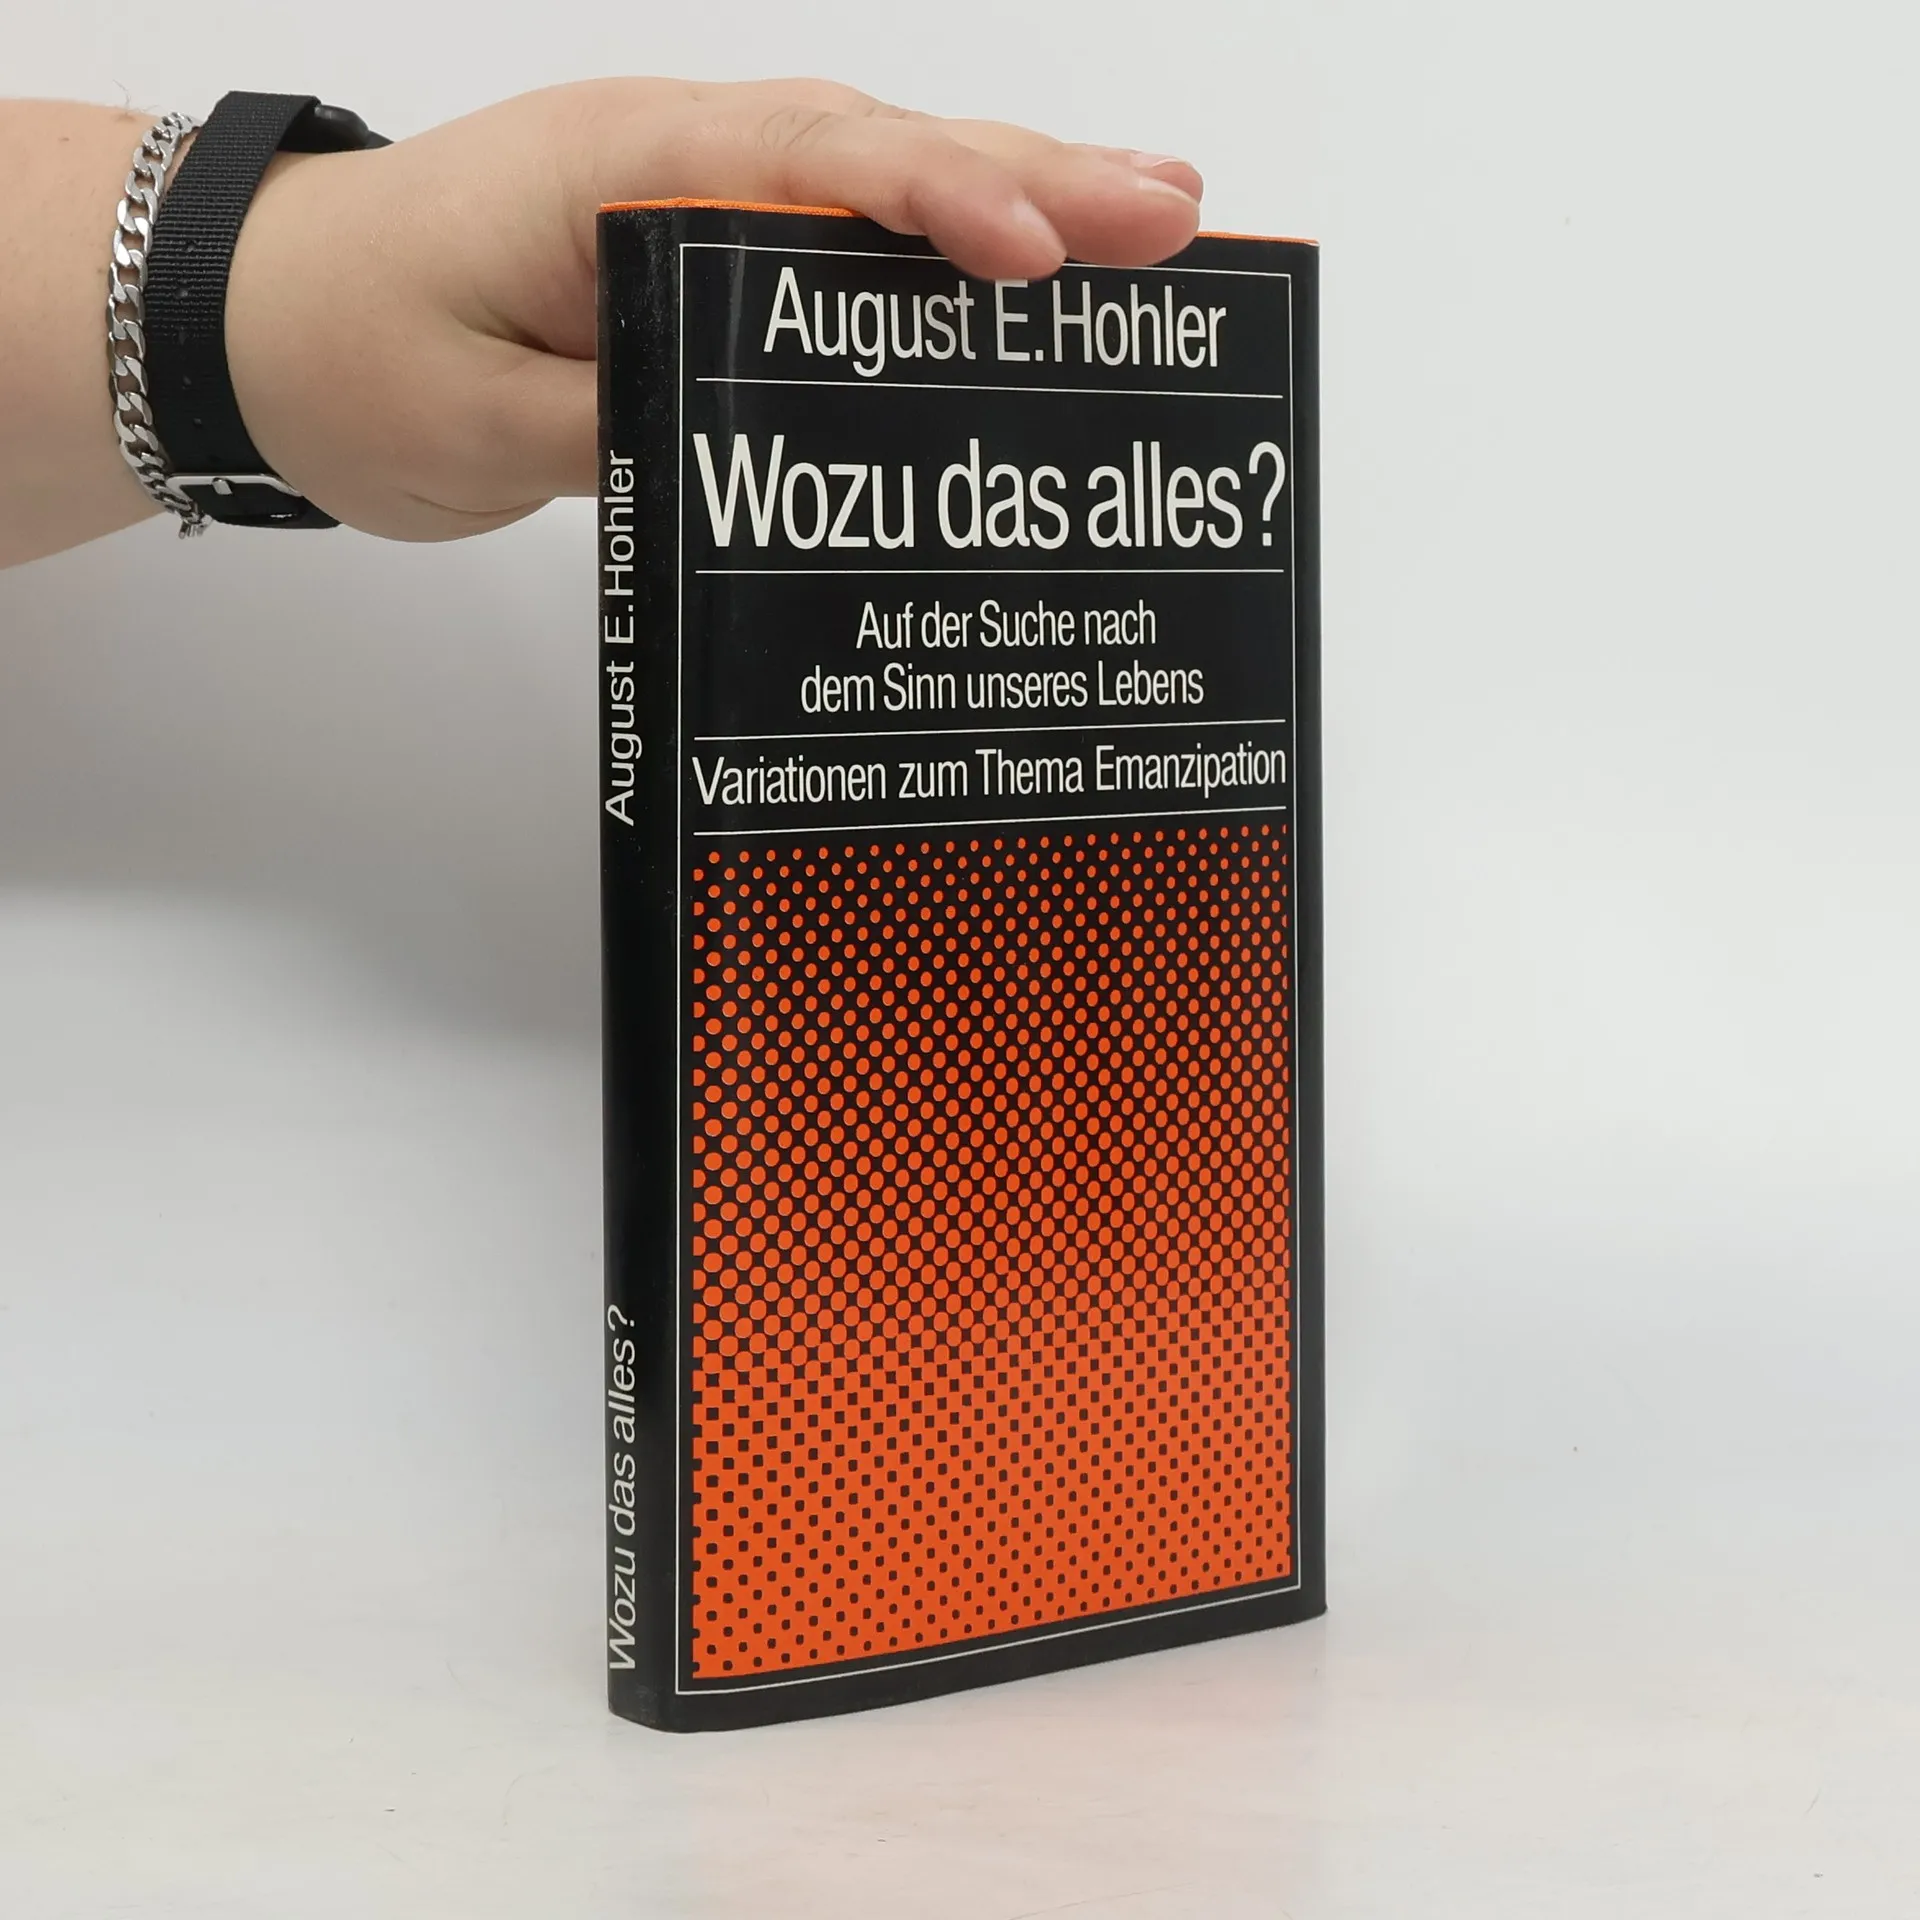 August E. Hohler
Wozu das alles?
Auf der Suche nach
dem Sinn unseres Lebens
Variationen zum Thema Emanzipation
August E. Hohler
Wozu das alles?